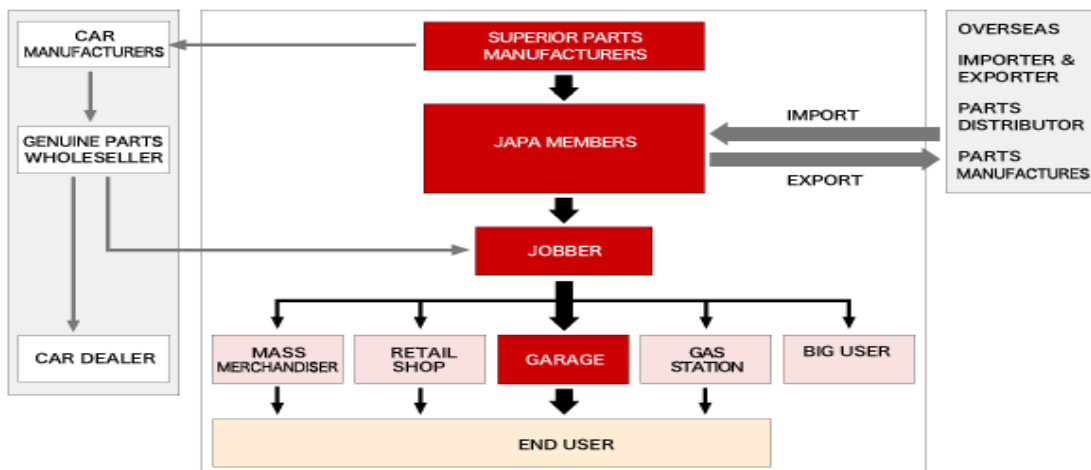 CAR
MANUFACTURERS
SUPERIOR PARTS
MANUFACTURERS
OVERSEAS
IMPORTER &
EXPORTER
PARTS
DISTRIBUTOR
PARTS
MANUFACTURES
GENUINE PARTS
WHOLESELLER
JAPA MEMBERS
IMPORT
EXPORT
JOBBER
CAR DEALER
MASS
MERCHANDISER
RETAIL
SHOP
GARAGE
GAS
STATION
BIG USER
END USER